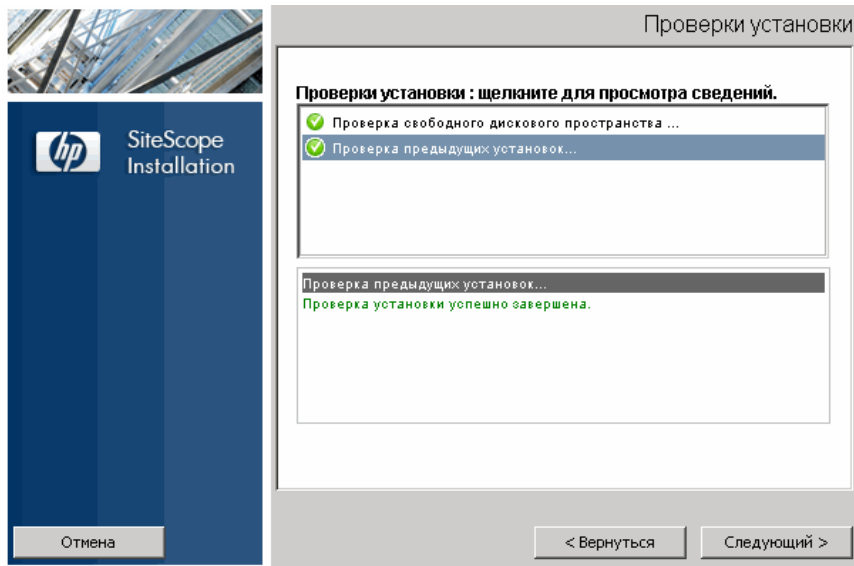 Проверки установки
Проверки установки : щелкните для просмотра сведений.
Проверка свободного дискового пространства ...
Проверка предыдущих установок...
hp
SiteScope
Installation
Проверка предыдущих установок...
Проверка установки успешно завершена.
Отмена
< Вернуться
Следующий >